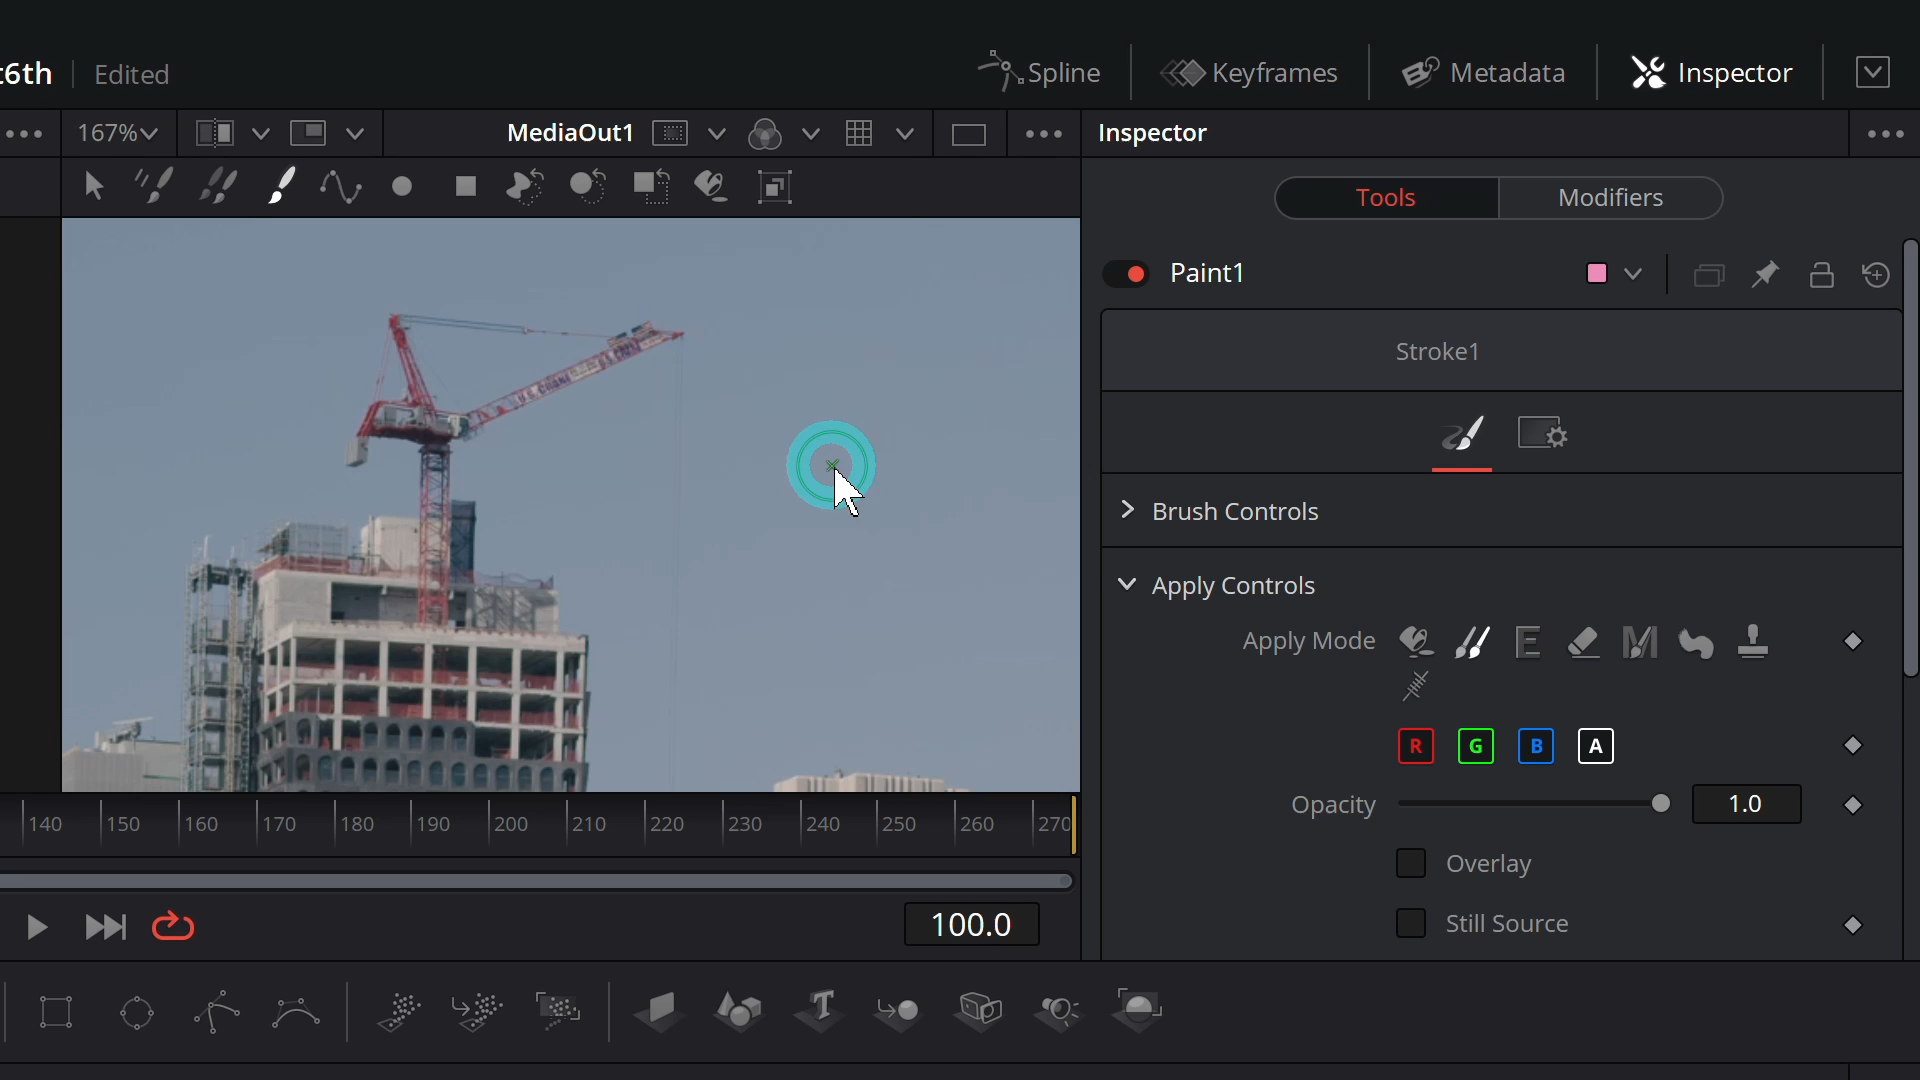 t6th Edited Spline Keyframes Metadata Inspector
167% MediaOut1 Inspector
Tools Modifiers
Paint1
Stroke1
Brush Controls
Apply Controls
Apply Mode
R G B A
Opacity 1.0
Overlay
Still Source
U.S. CRANE
140 150 160 170 180 190 200 210 220 230 240 250 260 270
100.0